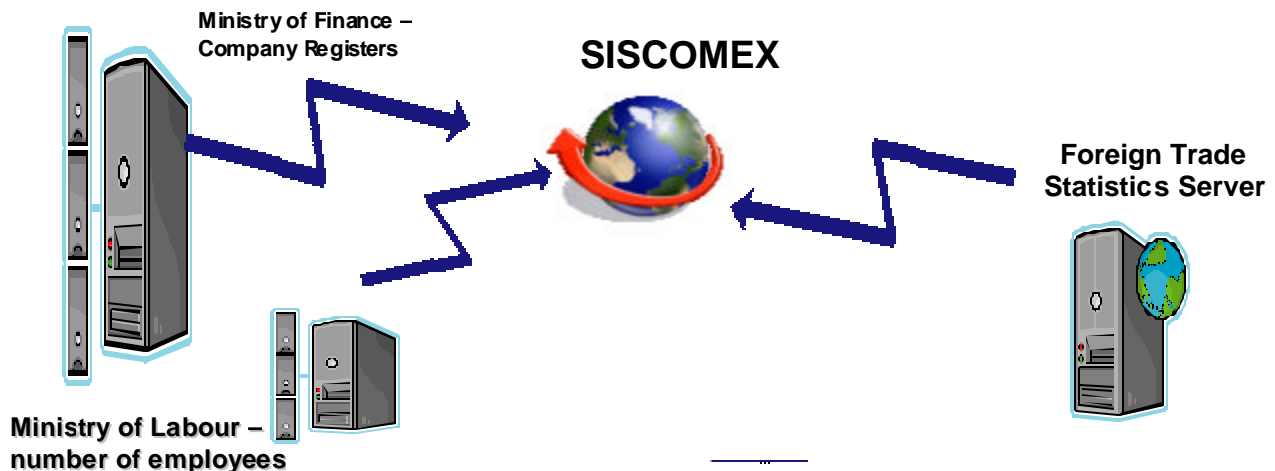 Ministry of Finance –
Company Registers
SISCOMEX
Foreign Trade
Statistics Server
Ministry of Labour –
number of employees